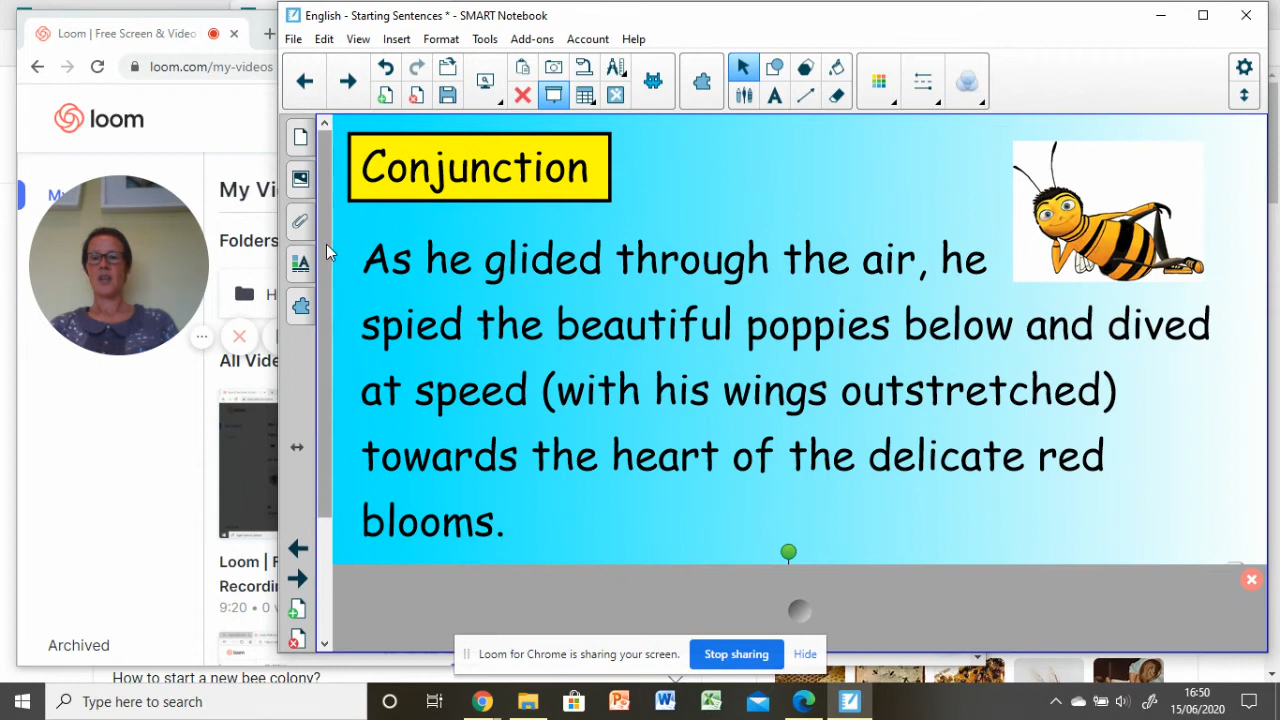 Loom | Free Screen & Video
English - Starting Sentences * - SMART Notebook
File Edit View Insert Format Tools Add-ons Account Help
loom.com/my-videos
loom
My Vi
Folders
H
All Vide
Conjunction
As he glided through the air, he
spied the beautiful poppies below and dived
at speed (with his wings outstretched)
towards the heart of the delicate red
blooms.
Loom | F
Recordin
9:20 • 0 v
Archived
Loom for Chrome is sharing your screen. Stop sharing Hide
How to start a new bee colony?
Type here to search
16:50
15/06/2020